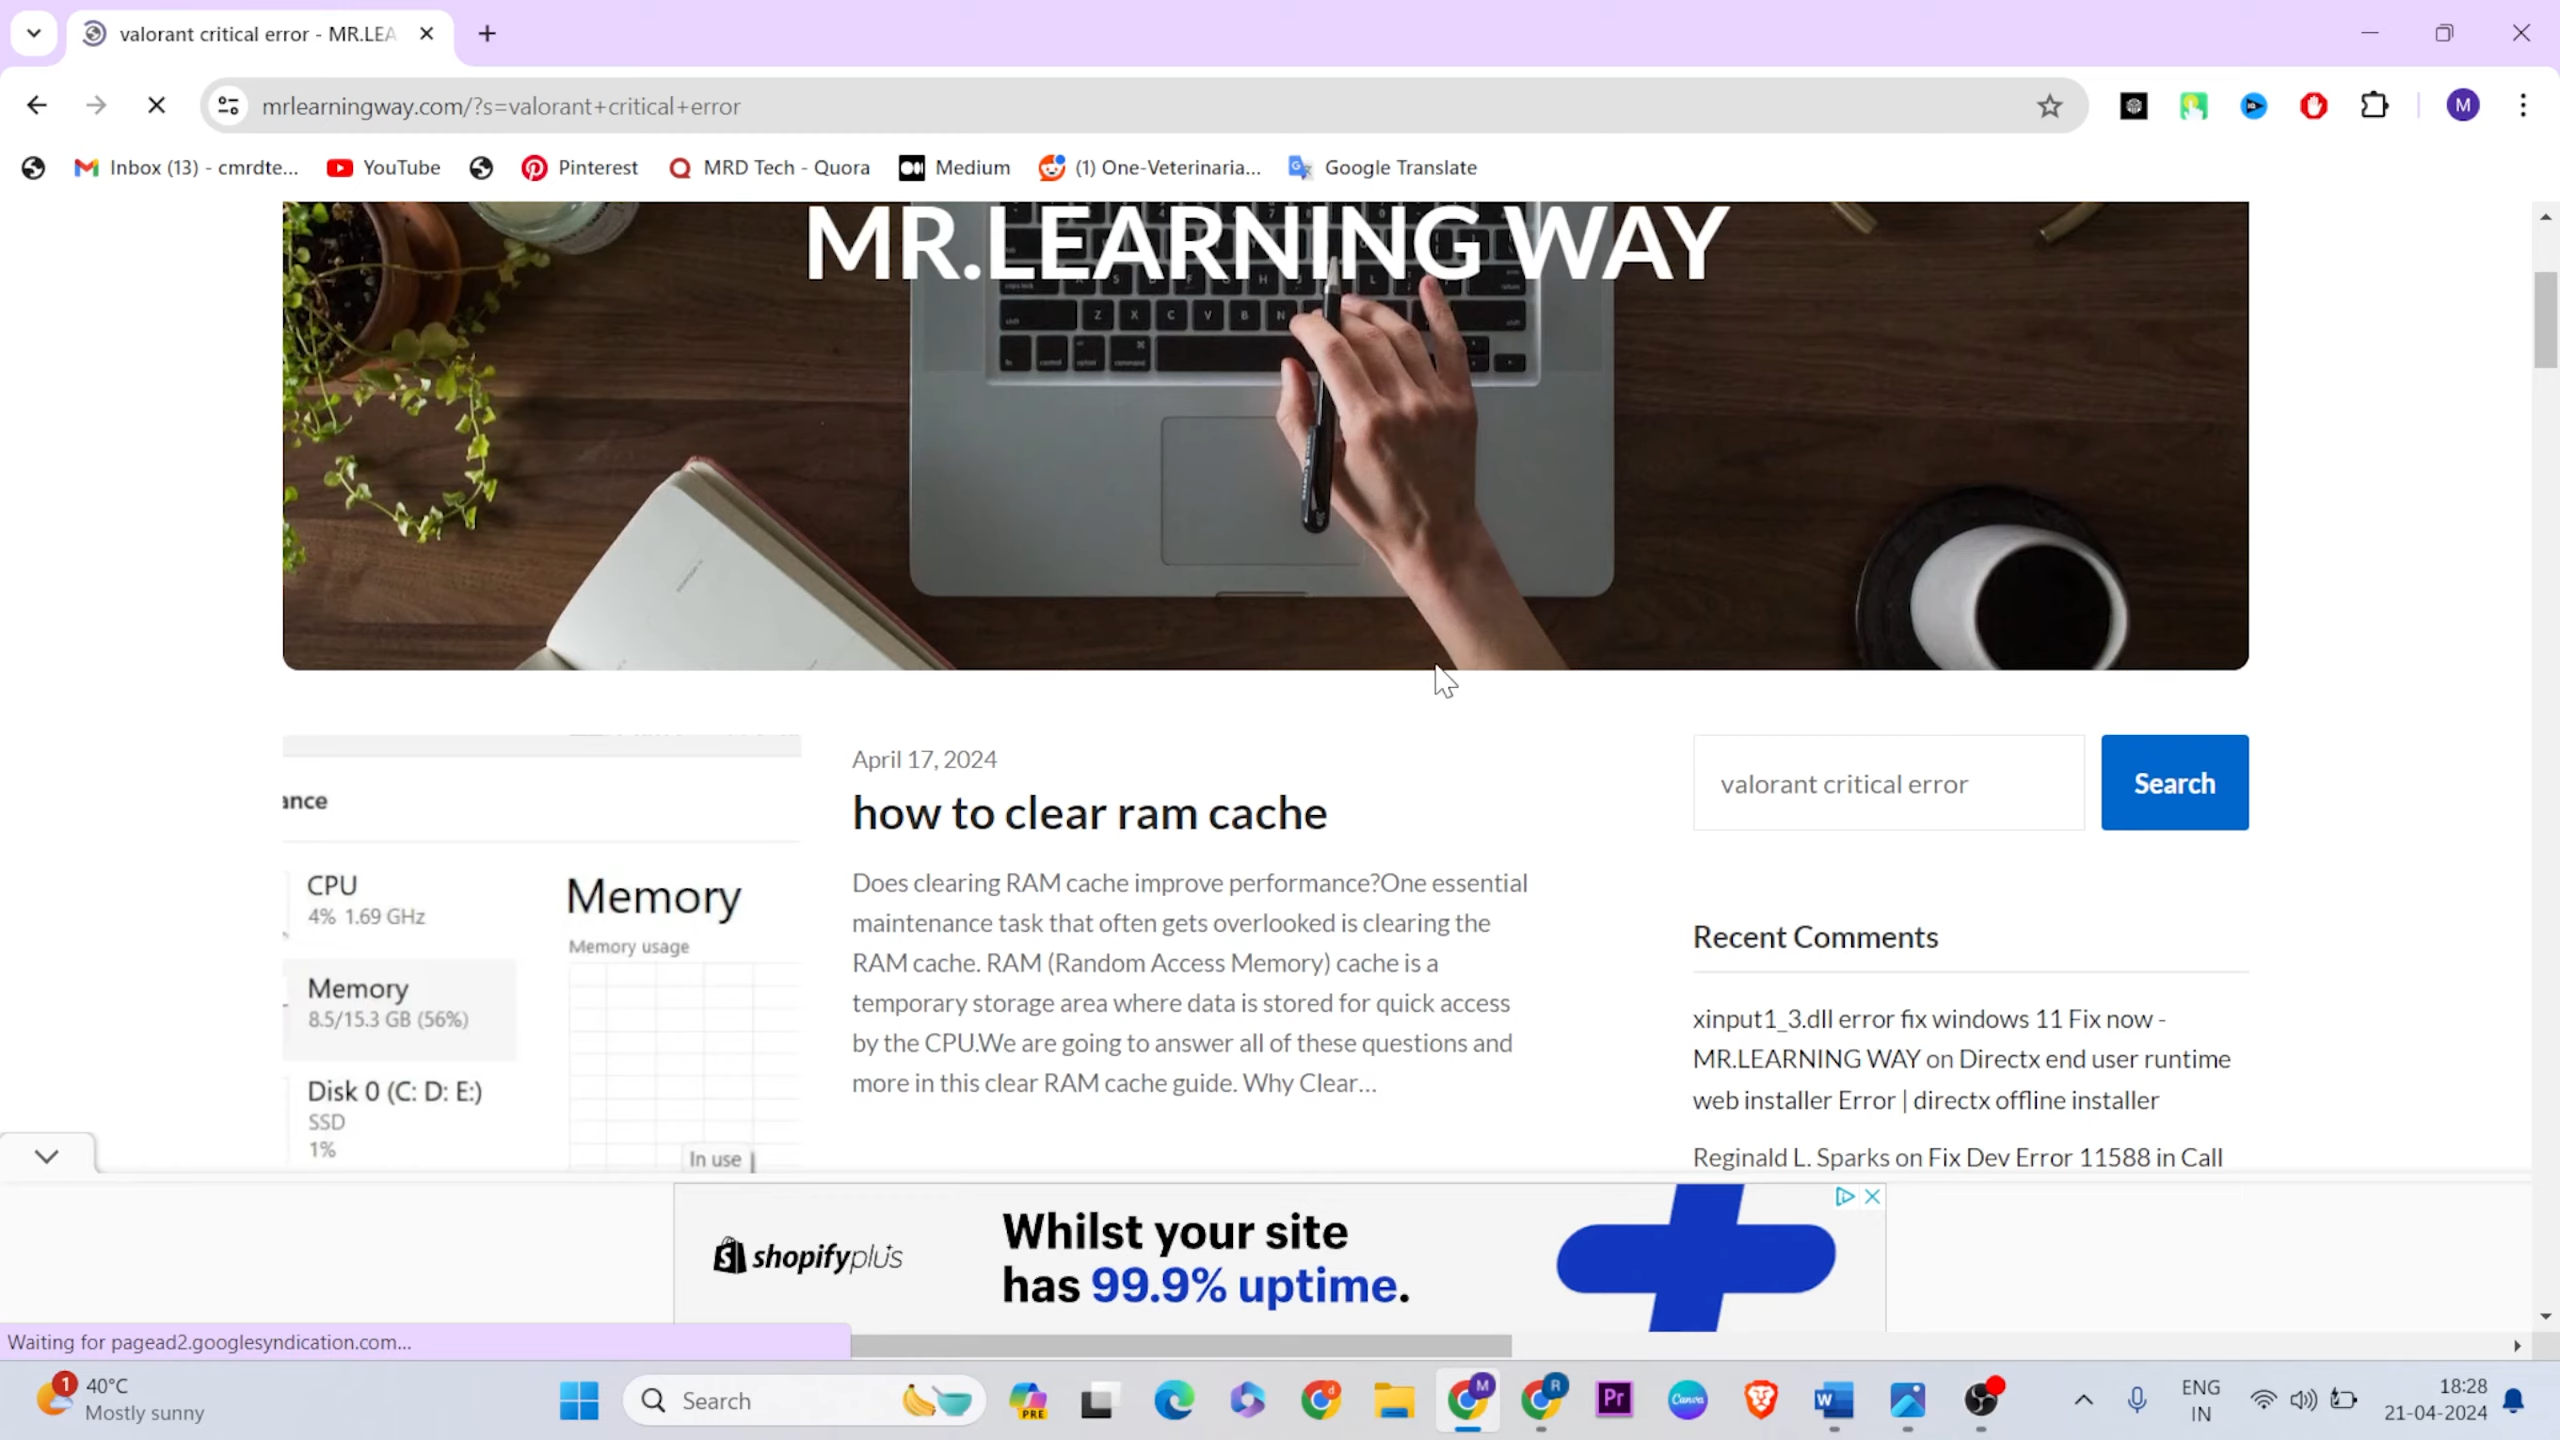 valorant critical error - MR.LEA
mrlearningway.com/?s=valorant+critical+error
M
Inbox (13) - cmrdte...
YouTube
Pinterest
MRD Tech - Quora
Medium
(1) One-Veterinaria...
Google Translate
MR.LEARNING WAY
April 17, 2024
how to clear ram cache
Does clearing RAM cache improve performance?One essential
maintenance task that often gets overlooked is clearing the
RAM cache. RAM (Random Access Memory) cache is a
temporary storage area where data is stored for quick access
by the CPU.We are going to answer all of these questions and
more in this clear RAM cache guide. Why Clear...
ance
CPU
4% 1.69 GHz
Memory
8.5/15.3 GB (56%)
Disk 0 (C: D: E:)
SSD
1%
Memory
Memory usage
In use
valorant critical error
Search
Recent Comments
xinput1_3.dll error fix windows 11 Fix now -
MR.LEARNING WAY on Directx end user runtime
web installer Error | directx offline installer
Reginald L. Sparks on Fix Dev Error 11588 in Call
shopifyplus
Whilst your site
has 99.9% uptime.
Waiting for pagead2.googlesyndication.com...
1
40°C
Mostly sunny
Search
PRE
d
M
R
Pr
Canva
W
ENG
IN
18:28
21-04-2024